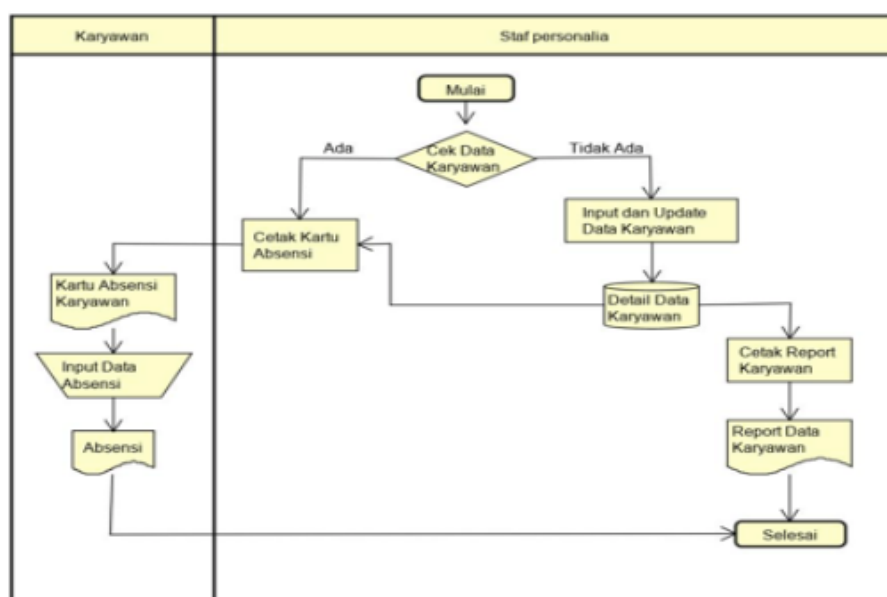 Karyawan
Staf personalia
Mulai
Ada
Cek Data
Karyawan
Tidak Ada
Input dan Update
Data Karyawan
Cetak Kartu
Absensi
Kartu Absensi
Karyawan
Detail Data
Karyawan
Input Data
Absensi
Cetak Report
Karyawan
Absensi
Report Data
Karyawan
Selesai